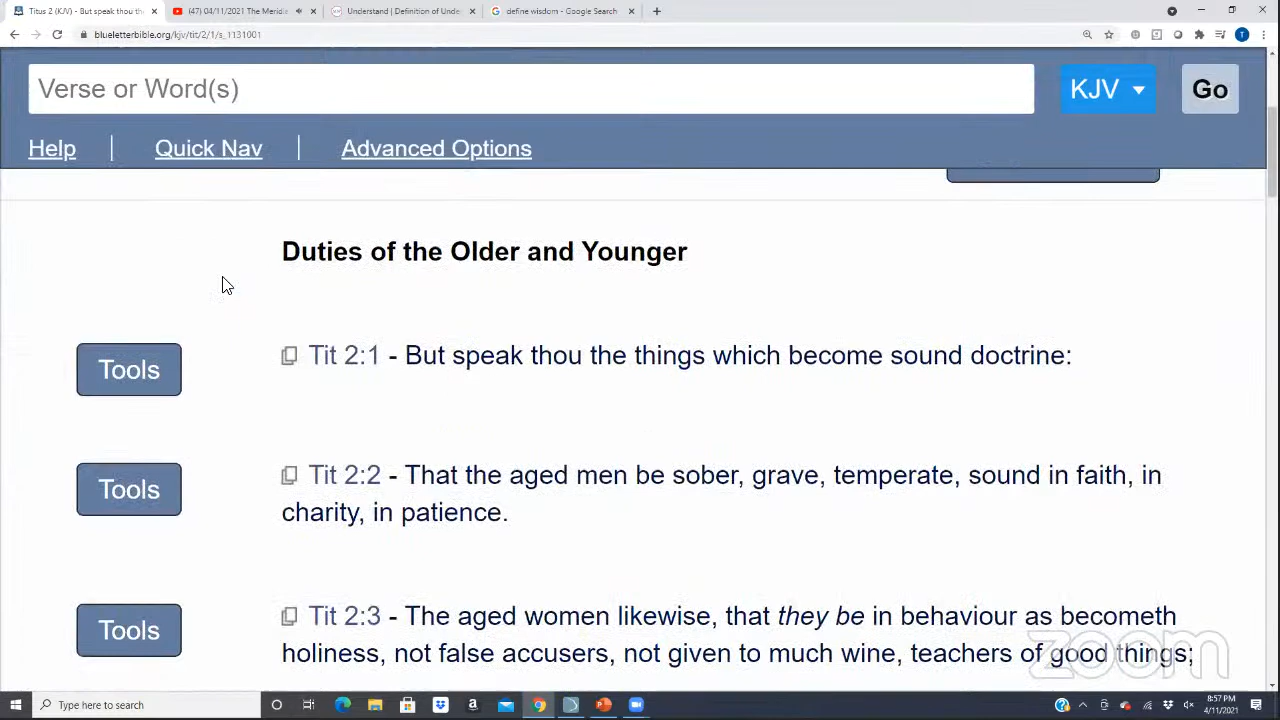 Titus 2 (KJV) - But speak thou the
(47) 04/11/2021 The Meridi
Understand | Definition of Unde
define wisdom - Google Search
blueletterbible.org/kjv/tit/2/1/s_1131001
T
Verse or Word(s)
KJV
Go
Help
Quick Nav
Advanced Options
Duties of the Older and Younger
Tools
Tit 2:1 - But speak thou the things which become sound doctrine:
Tools
Tit 2:2 - That the aged men be sober, grave, temperate, sound in faith, in
charity, in patience.
Tools
Tit 2:3 - The aged women likewise, that they be in behaviour as becometh
holiness, not false accusers, not given to much wine, teachers of good things;
zoom
Type here to search
8:57 PM
4/11/2021